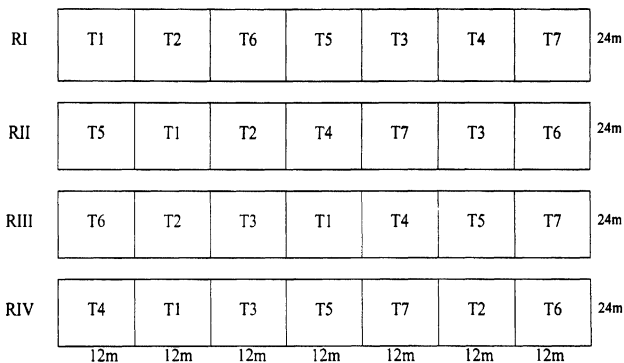 RI T1 T2 T6 T5 T3 T4 T7 24m
RII T5 T1 T2 T4 T7 T3 T6 24m
RIII T6 T2 T3 T1 T4 T5 T7 24m
RIV T4 T1 T3 T5 T7 T2 T6 24m
12m 12m 12m 12m 12m 12m 12m